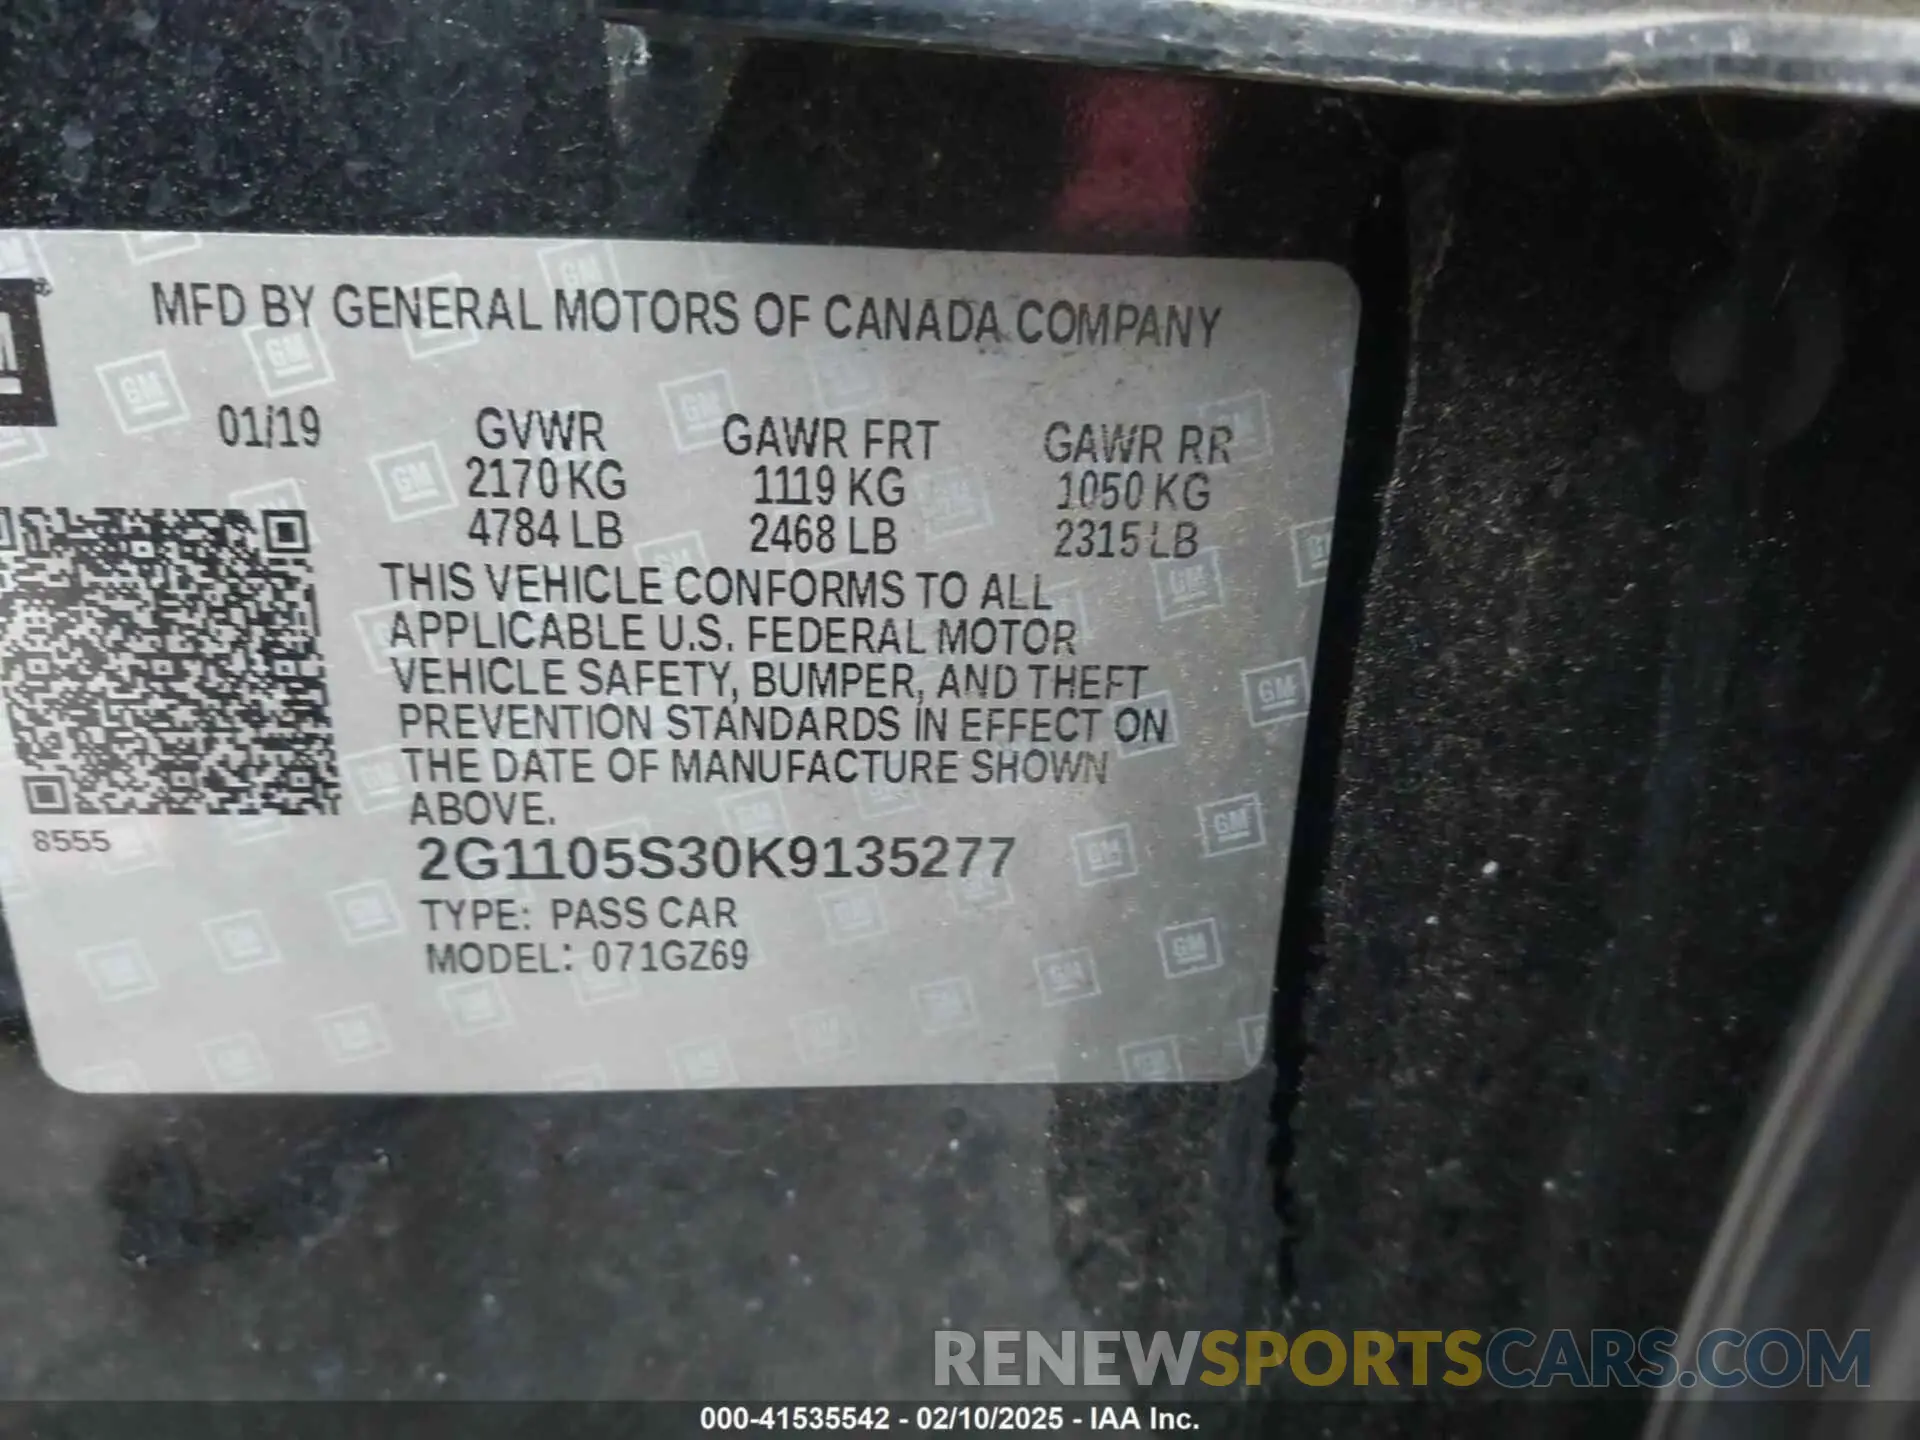 MFD BY GENERAL MOTORS OF CANADA COMPANY
01/19 GVWR GAWR FRT GAWR RR
2170 KG 1119 KG 1050 KG
4784 LB 2468 LB 2315 LB
THIS VEHICLE CONFORMS TO ALL
APPLICABLE U.S. FEDERAL MOTOR
VEHICLE SAFETY, BUMPER, AND THEFT
PREVENTION STANDARDS IN EFFECT ON
THE DATE OF MANUFACTURE SHOWN
ABOVE.
8555
2G1105S30K9135277
TYPE: PASS CAR
MODEL: 071GZ69
GM
RENEWSPORTSCARS.COM
000-41535542 - 02/10/2025 - IAA Inc.